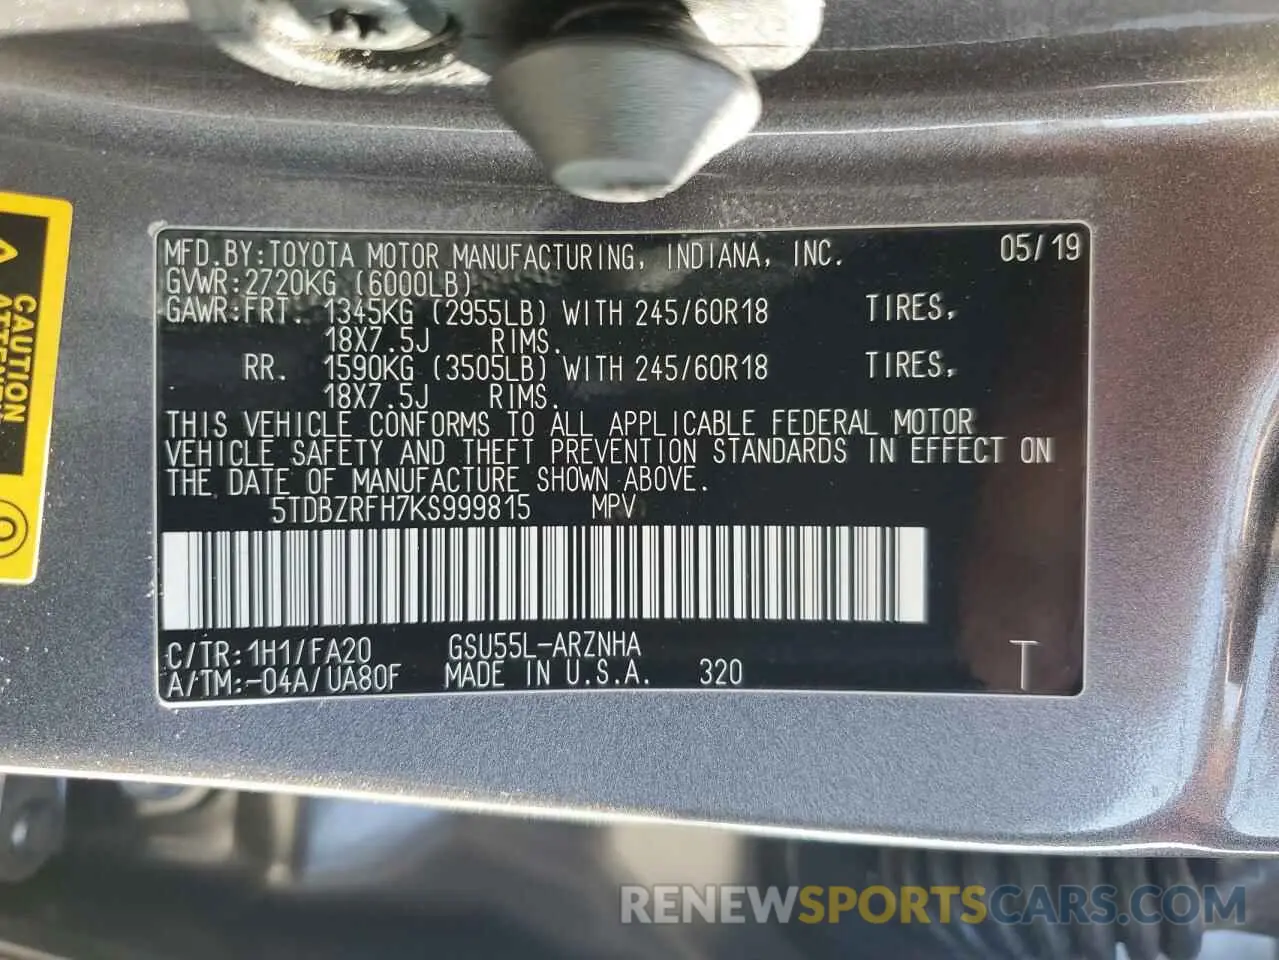 MFD.BY:TOYOTA MOTOR MANUFACTURING, INDIANA, INC. 05/19
GVWR:2720KG (6000LB)
GAWR:FRT. 1345KG (2955LB) WITH 245/60R18 TIRES,
18X7.5J RIMS.
RR. 1590KG (3505LB) WITH 245/60R18 TIRES,
18X7.5J RIMS.
THIS VEHICLE CONFORMS TO ALL APPLICABLE FEDERAL MOTOR
VEHICLE SAFETY AND THEFT PREVENTION STANDARDS IN EFFECT ON
THE DATE OF MANUFACTURE SHOWN ABOVE.
5TDBZRFH7KS999815 MPV
C/TR:1H1/FA20 GSU55L-ARZNHA
A/TM:-04A/UA80F MADE IN U.S.A. 320 T
CAUTION
RENEWSPORTSCARS.COM